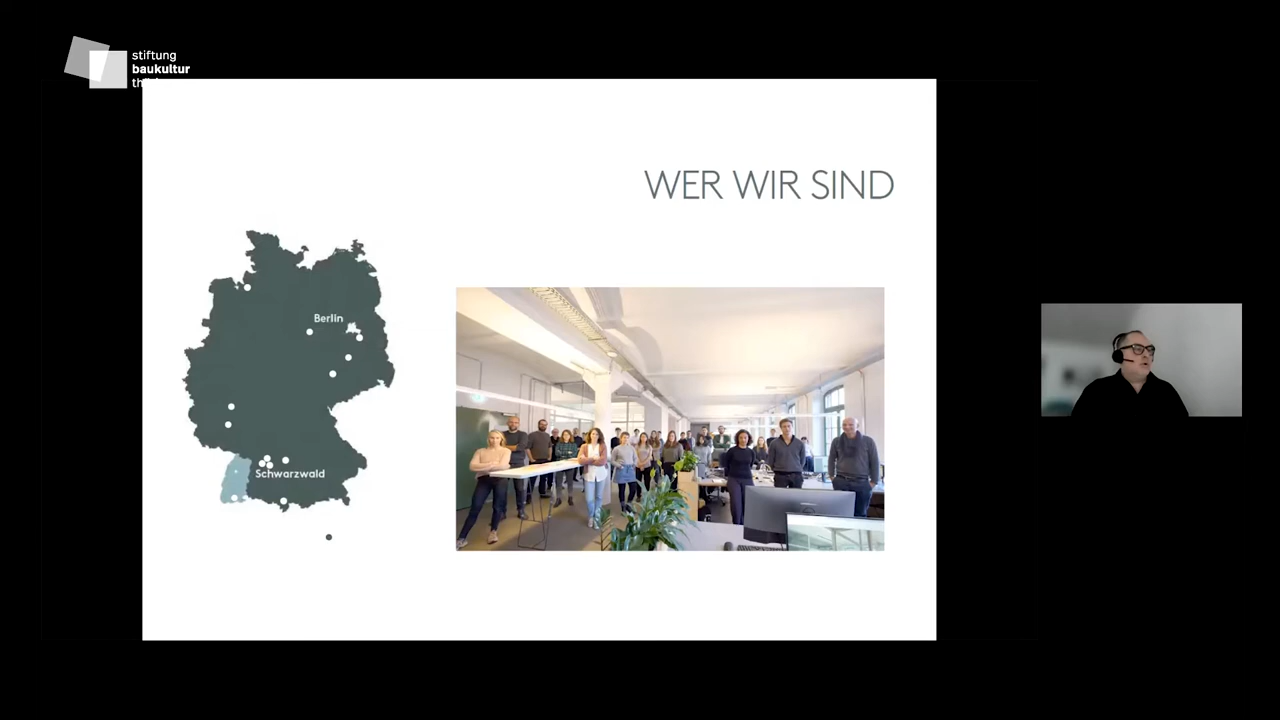 stiftung
baukultur
WER WIR SIND
Berlin
Schwarzwald